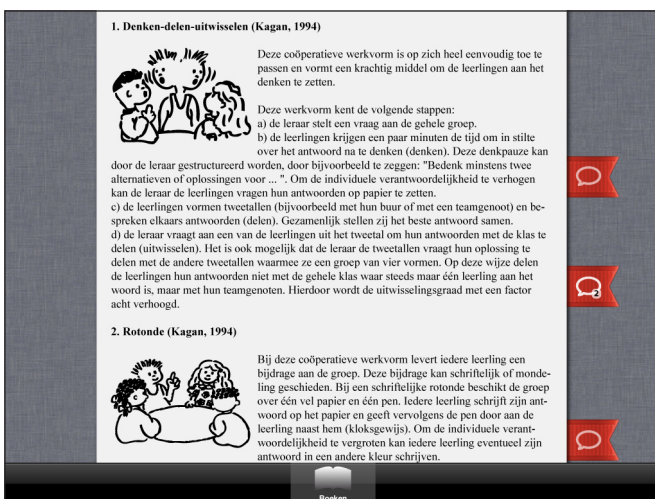 1. Denken-delen-uitwisselen (Kagan, 1994)
Deze coöperatieve werkvorm is op zich heel eenvoudig toe te
passen en vormt een krachtig middel om de leerlingen aan het
denken te zetten.
Deze werkvorm kent de volgende stappen:
a) de leraar stelt een vraag aan de gehele groep.
b) de leerlingen krijgen een paar minuten de tijd om in stilte
over het antwoord na te denken (denken). Deze denkpauze kan
door de leraar gestructureerd worden, door bijvoorbeeld te zeggen: "Bedenk minstens twee
alternatieven of oplossingen voor ... ". Om de individuele verantwoordelijkheid te verhogen
kan de leraar de leerlingen vragen hun antwoorden op papier te zetten.
c) de leerlingen vormen tweetallen (bijvoorbeeld met hun buur of met een teamgenoot) en be-
spreken elkaars antwoorden (delen). Gezamenlijk stellen zij het beste antwoord samen.
d) de leraar vraagt aan een van de leerlingen uit het tweetal om hun antwoorden met de klas te
delen (uitwisselen). Het is ook mogelijk dat de leraar de tweetallen vraagt hun oplossing te
delen met de andere tweetallen waarmee ze een groep van vier vormen. Op deze wijze delen
de leerlingen hun antwoorden niet met de gehele klas waar steeds maar één leerling aan het
woord is, maar met hun teamgenoten. Hierdoor wordt de uitwisselingsgraad met een factor
acht verhoogd.
2
2. Rotonde (Kagan, 1994)
Bij deze coöperatieve werkvorm levert iedere leerling een
bijdrage aan de groep. Deze bijdrage kan schriftelijk of monde-
ling geschieden. Bij een schriftelijke rotonde beschikt de groep
over één vel papier en één pen. Iedere leerling schrijft zijn ant-
woord op het papier en geeft vervolgens de pen door aan de
leerling naast hem (kloksgewijs). Om de individuele verant-
woordelijkheid te vergroten kan iedere leerling eventueel zijn
antwoord in een andere kleur schrijven.
Boeken